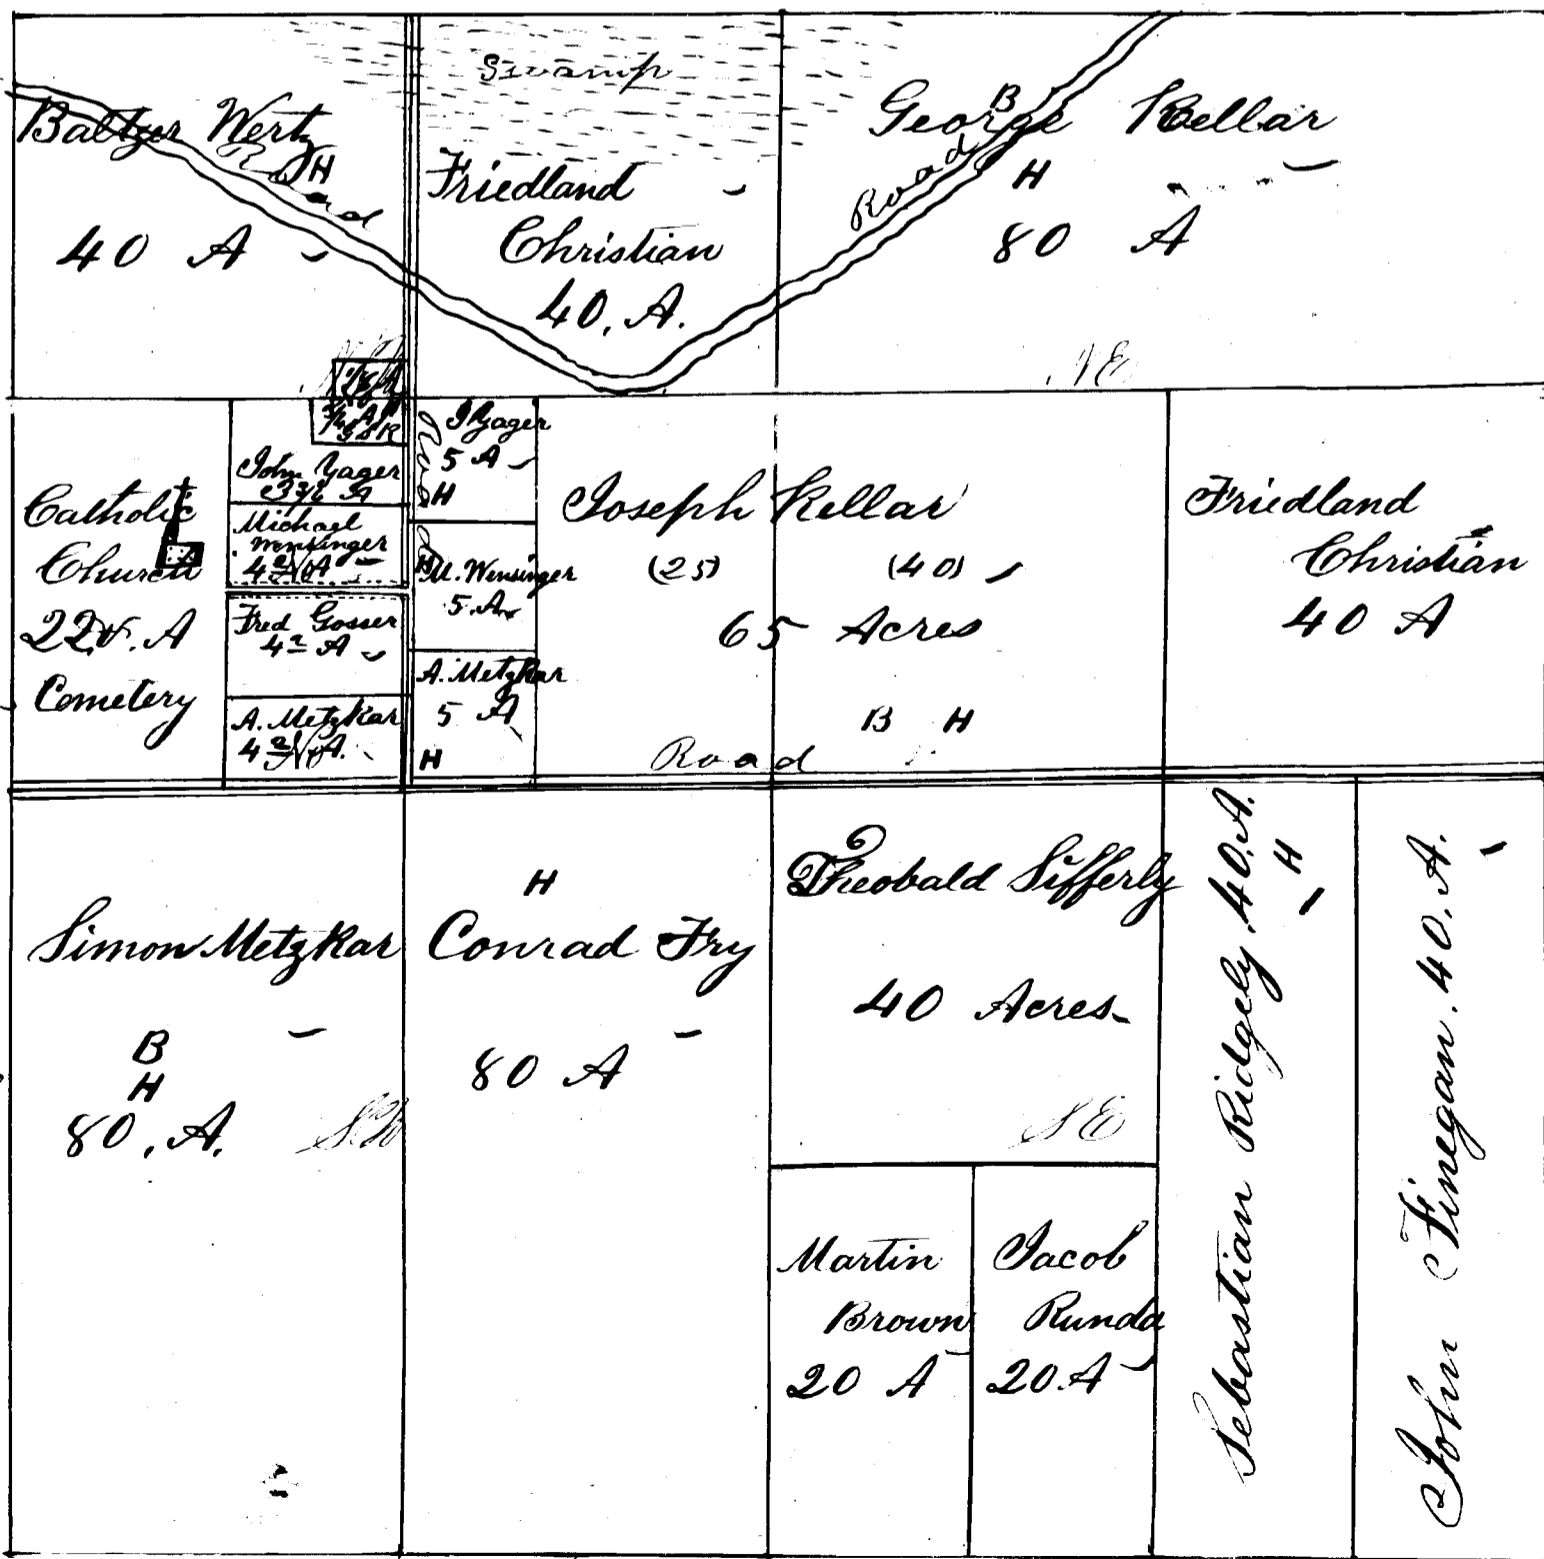 Swamp
Baltzer Wertz
Road
H
40 A
Friedland
Christian
40. A.
B
George Kellar
Road
H
80 A
NE
Catholic
Church
22 . A
Cemetery
John Yager
A
Michael
Wensinger
Fred Gosser
A
A. Metzkar
Road
J Yager
5 A
H
H
M. Wensinger
5. A
A. Metzkar
5 A
H
Joseph Kellar
(25) (40)
65 Acres
B H
Road
Friedland
Christian
40 A
Simon Metzkar
B
H
80. A.
SW
H
Conrad Fry
80 A
Theobald Sifferly
40 Acres
SE
Martin
Brown
20 A
Jacob
Runda
20. A
Sebastian Ridgely. 40. A.
H
John Finegan. 40. A.